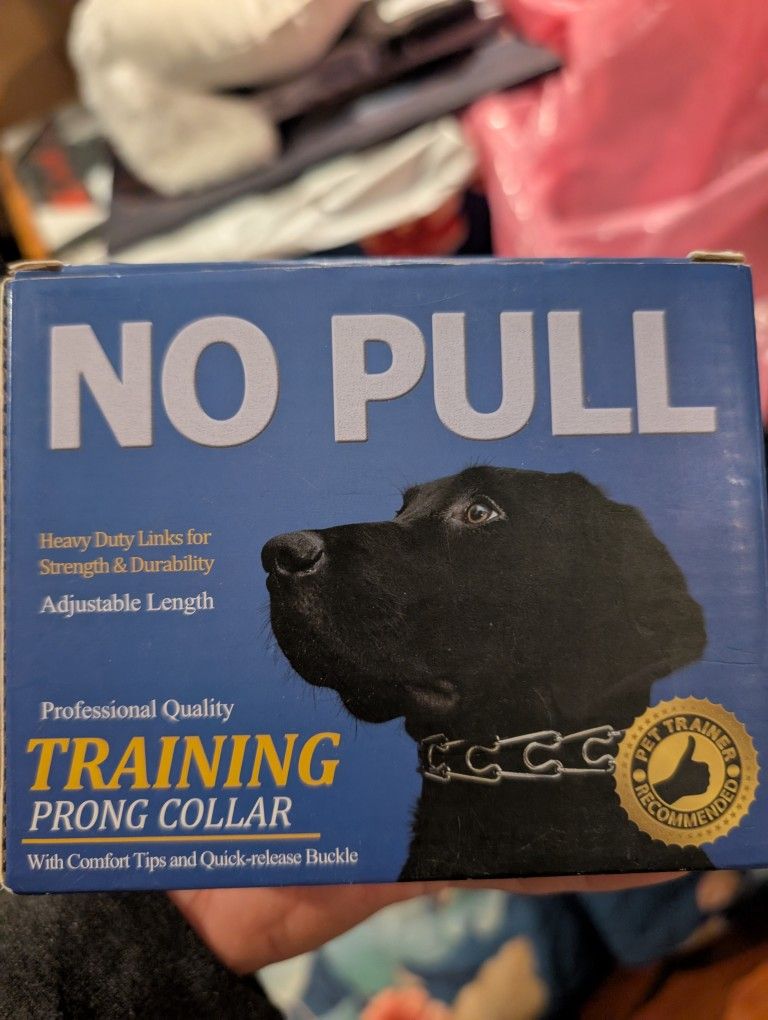 NO PULL
Heavy Duty Links for
Strength & Durability
Adjustable Length
Professional Quality
TRAINING
PRONG COLLAR
With Comfort Tips and Quick-release Buckle
PET TRAINER
RECOMMENDED